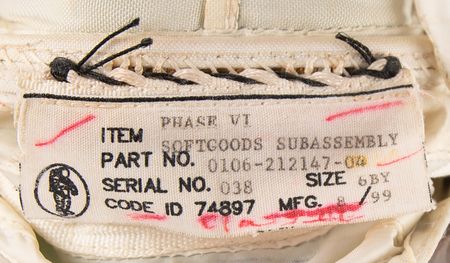 PHASE VI
ITEM SOFTGOODS SUBASSEMBLY
PART NO. 0106-212147-04
SERIAL NO. 038 SIZE 6BY
CODE ID 74897 MFG. 8 /99